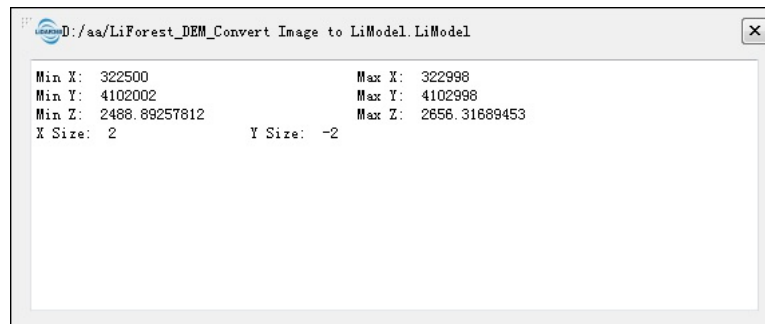 D:/aa/LiForest_DEM_Convert Image to LiModel.LiModel
Min X: 322500 Max X: 322998
Min Y: 4102002 Max Y: 4102998
Min Z: 2488.89257812 Max Z: 2656.31689453
X Size: 2 Y Size: -2